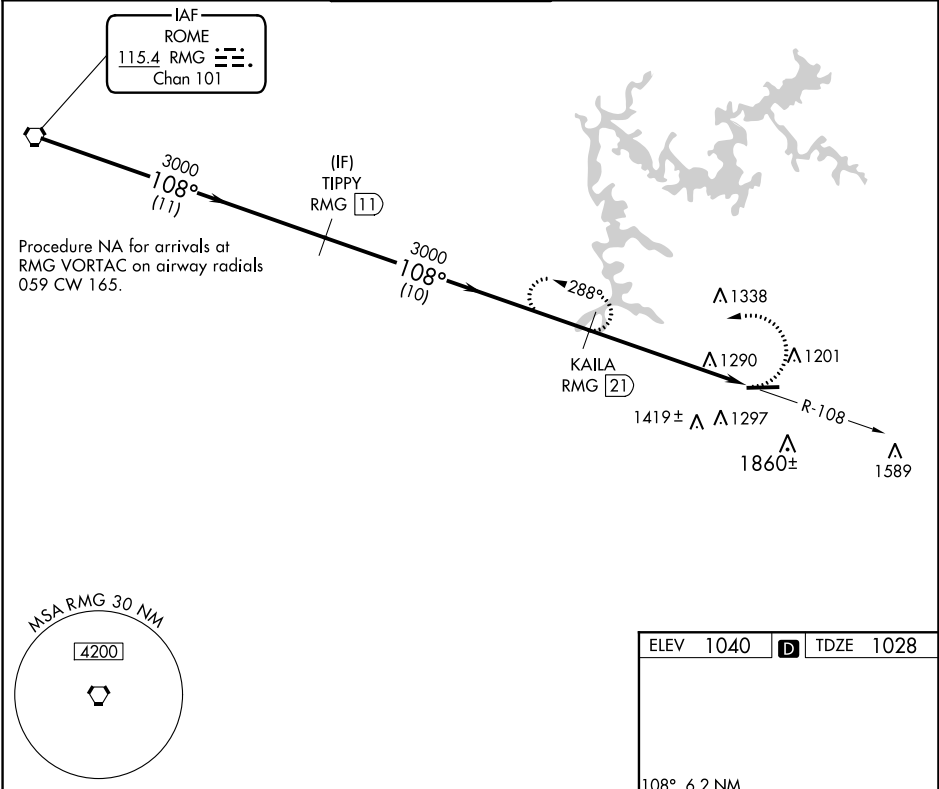 IAF
ROME
115.4 RMG
Chan 101
3000
108°
(11)
(IF)
TIPPY
RMG 11
Procedure NA for arrivals at
RMG VORTAC on airway radials
059 CW 165.
3000
108°
(10)
288°
KAILA
RMG 21
1338
1290
1201
1419±
1297
R-108
1860±
1589
MSA RMG 30 NM
4200
ELEV 1040 D TDZE 1028
108° 6.2 NM